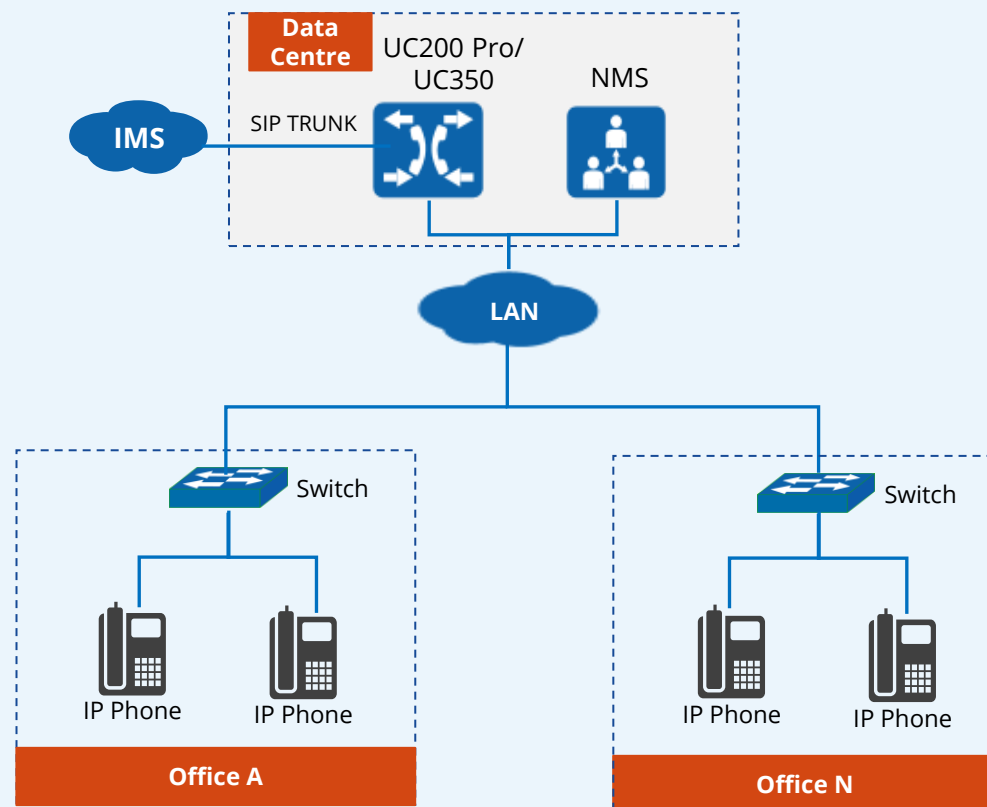 Data
Centre
UC200 Pro/
UC350
NMS
IMS
SIP TRUNK
LAN
Switch
Switch
IP Phone
IP Phone
IP Phone
IP Phone
Office A
Office N